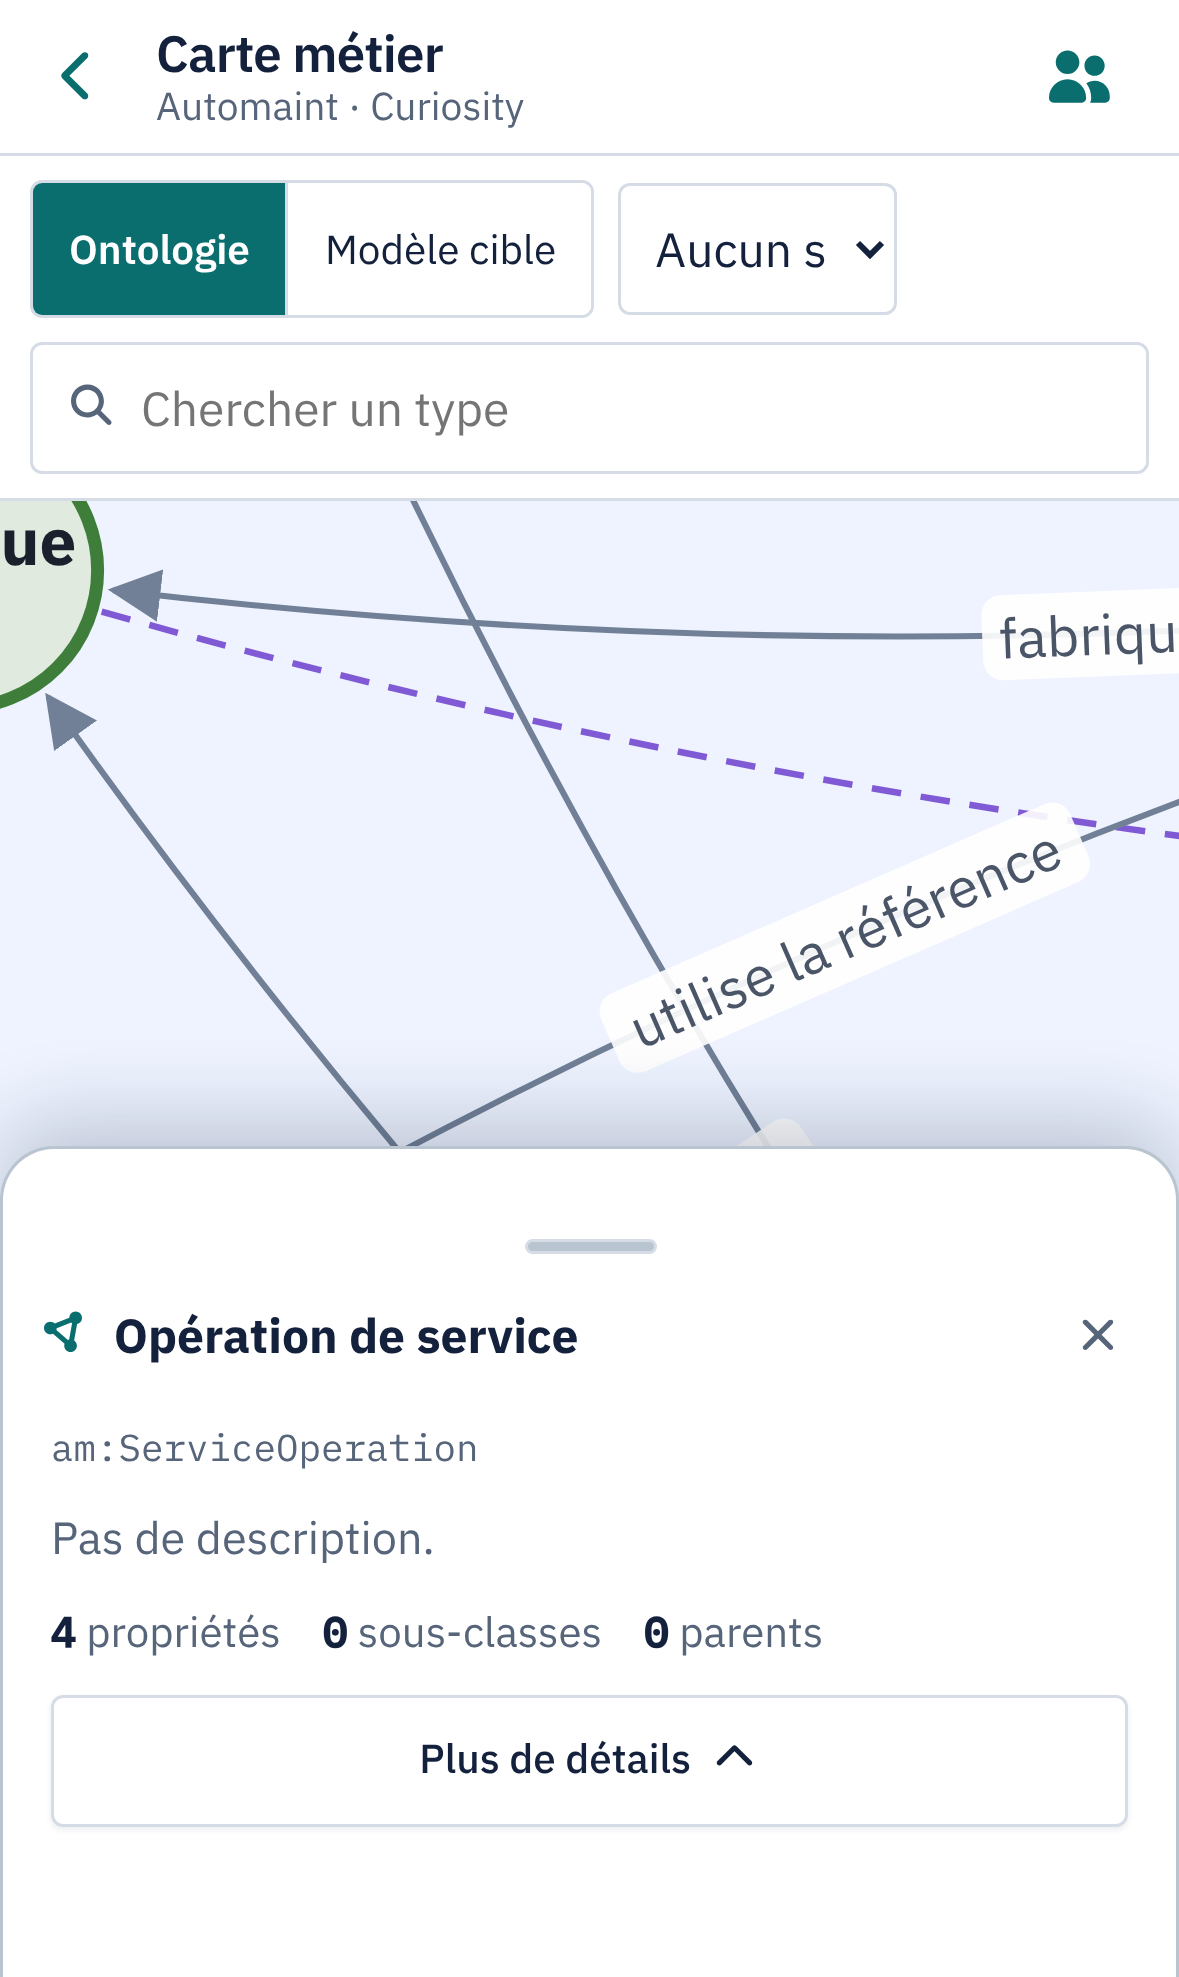 Carte métier
Automaint · Curiosity
Ontologie
Modèle cible
Aucun s
Chercher un type
ue
fabriqu
utilise la référence
Opération de service
am:ServiceOperation
Pas de description.
4 propriétés 0 sous-classes 0 parents
Plus de détails